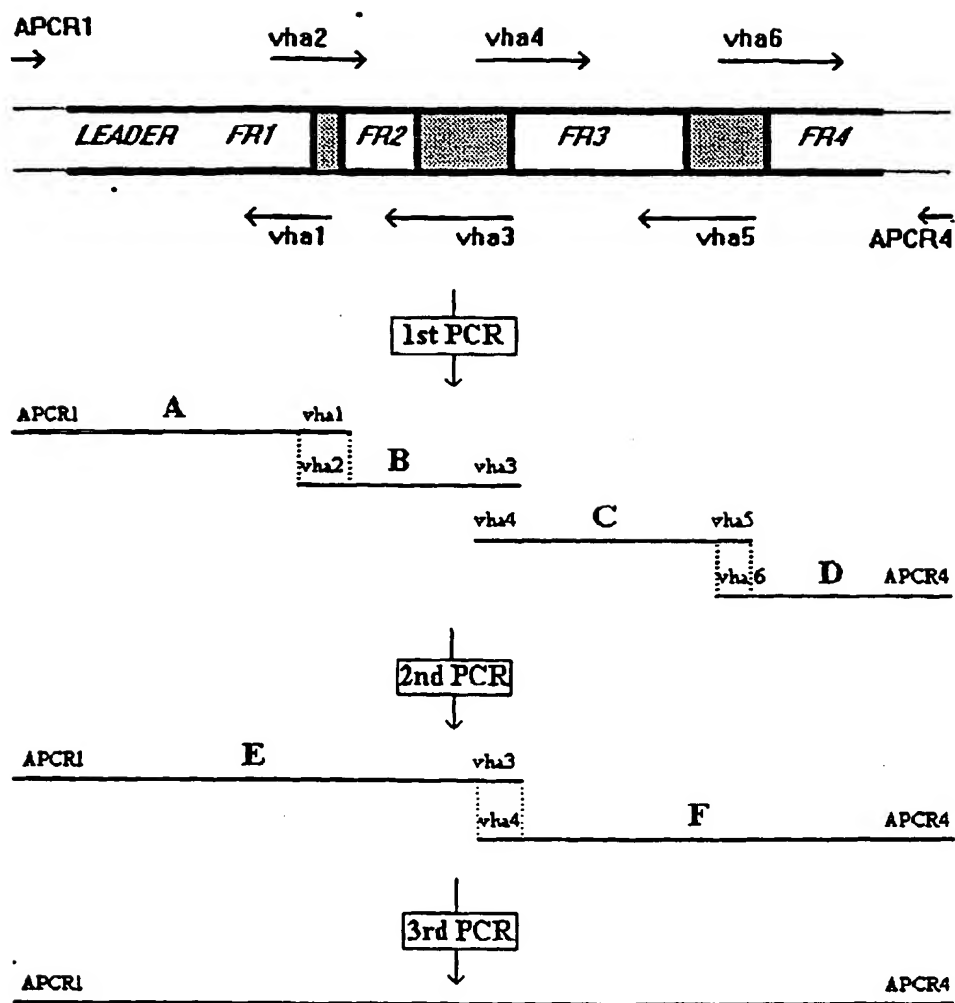 APCR1 vha2 vha4 vha6
LEADER FR1 FR2 FR3 FR4
vha1 vha3 vha5 APCR4
1st PCR
APCR1 A vha1
vha2 B vha3
vha4 C vha5
vha6 D APCR4
2nd PCR
APCR1 E vha3
vha4 F APCR4
3rd PCR
APCR1 APCR4